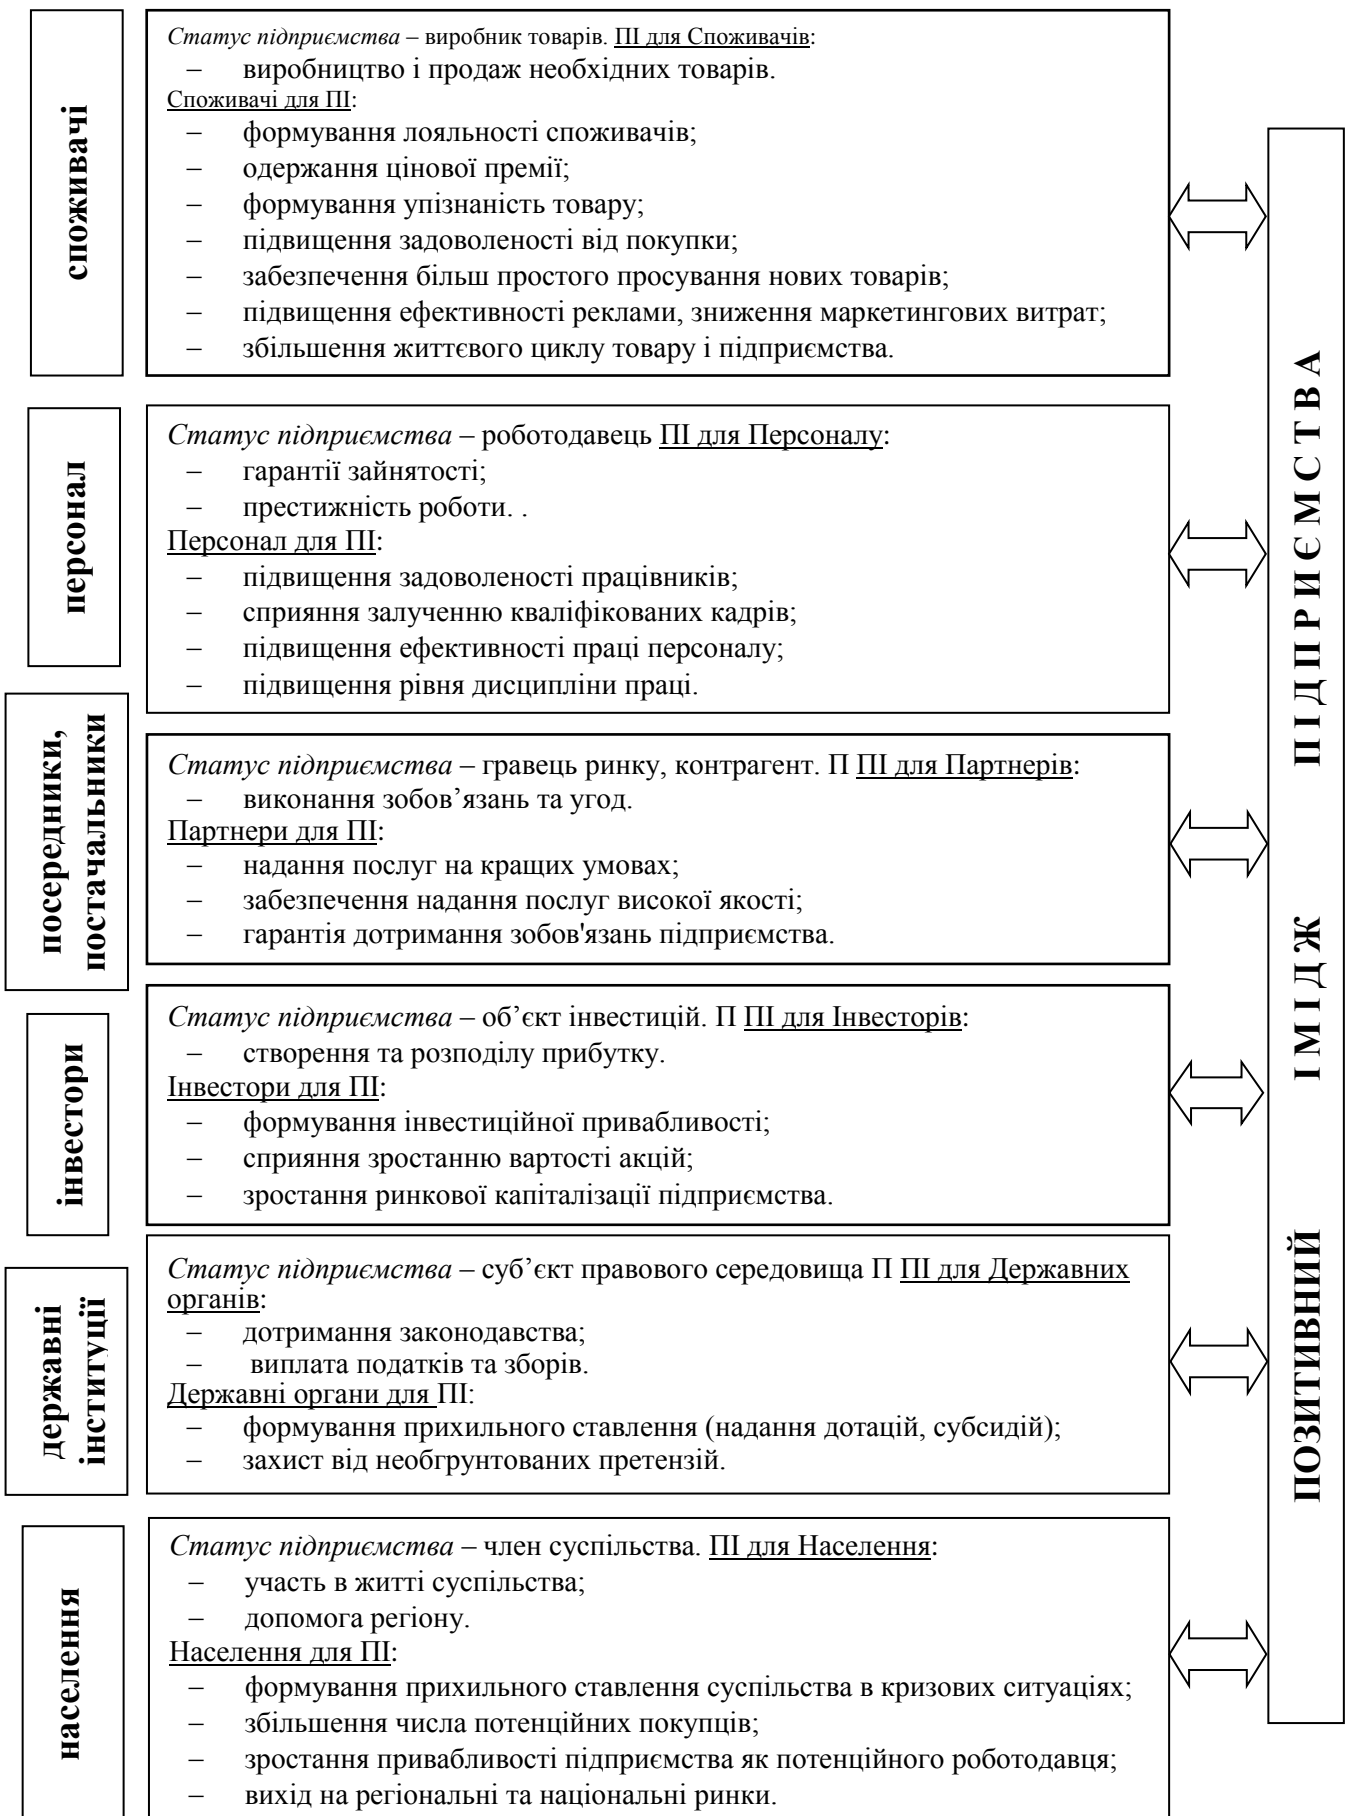 споживачі
Статус підприємства – виробник товарів. ПІ для Споживачів:
– виробництво і продаж необхідних товарів.
Споживачі для ПІ:
– формування лояльності споживачів;
– одержання цінової премії;
– формування упізнаність товару;
– підвищення задоволеності від покупки;
– забезпечення більш простого просування нових товарів;
– підвищення ефективності реклами, зниження маркетингових витрат;
– збільшення життєвого циклу товару і підприємства.
персонал
Статус підприємства – роботодавець ПІ для Персоналу:
– гарантії зайнятості;
– престижність роботи. .
Персонал для ПІ:
– підвищення задоволеності працівників;
– сприяння залученню кваліфікованих кадрів;
– підвищення ефективності праці персоналу;
– підвищення рівня дисципліни праці.
посередники,
постачальники
Статус підприємства – гравець ринку, контрагент. П ПІ для Партнерів:
– виконання зобов’язань та угод.
Партнери для ПІ:
– надання послуг на кращих умовах;
– забезпечення надання послуг високої якості;
– гарантія дотримання зобов'язань підприємства.
інвестори
Статус підприємства – об’єкт інвестицій. П ПІ для Інвесторів:
– створення та розподілу прибутку.
Інвестори для ПІ:
– формування інвестиційної привабливості;
– сприяння зростанню вартості акцій;
– зростання ринкової капіталізації підприємства.
державні
інституції
Статус підприємства – суб’єкт правового середовища П ПІ для Державних
органів:
– дотримання законодавства;
– виплата податків та зборів.
Державні органи для ПІ:
– формування прихильного ставлення (надання дотацій, субсидій);
– захист від необгрунтованих претензій.
населення
Статус підприємства – член суспільства. ПІ для Населення:
– участь в житті суспільства;
– допомога регіону.
Населення для ПІ:
– формування прихильного ставлення суспільства в кризових ситуаціях;
– збільшення числа потенційних покупців;
– зростання привабливості підприємства як потенційного роботодавця;
– вихід на регіональні та національні ринки.
ПОЗИТИВНИЙ І М І Д Ж П І Д П Р И Є М С Т В А